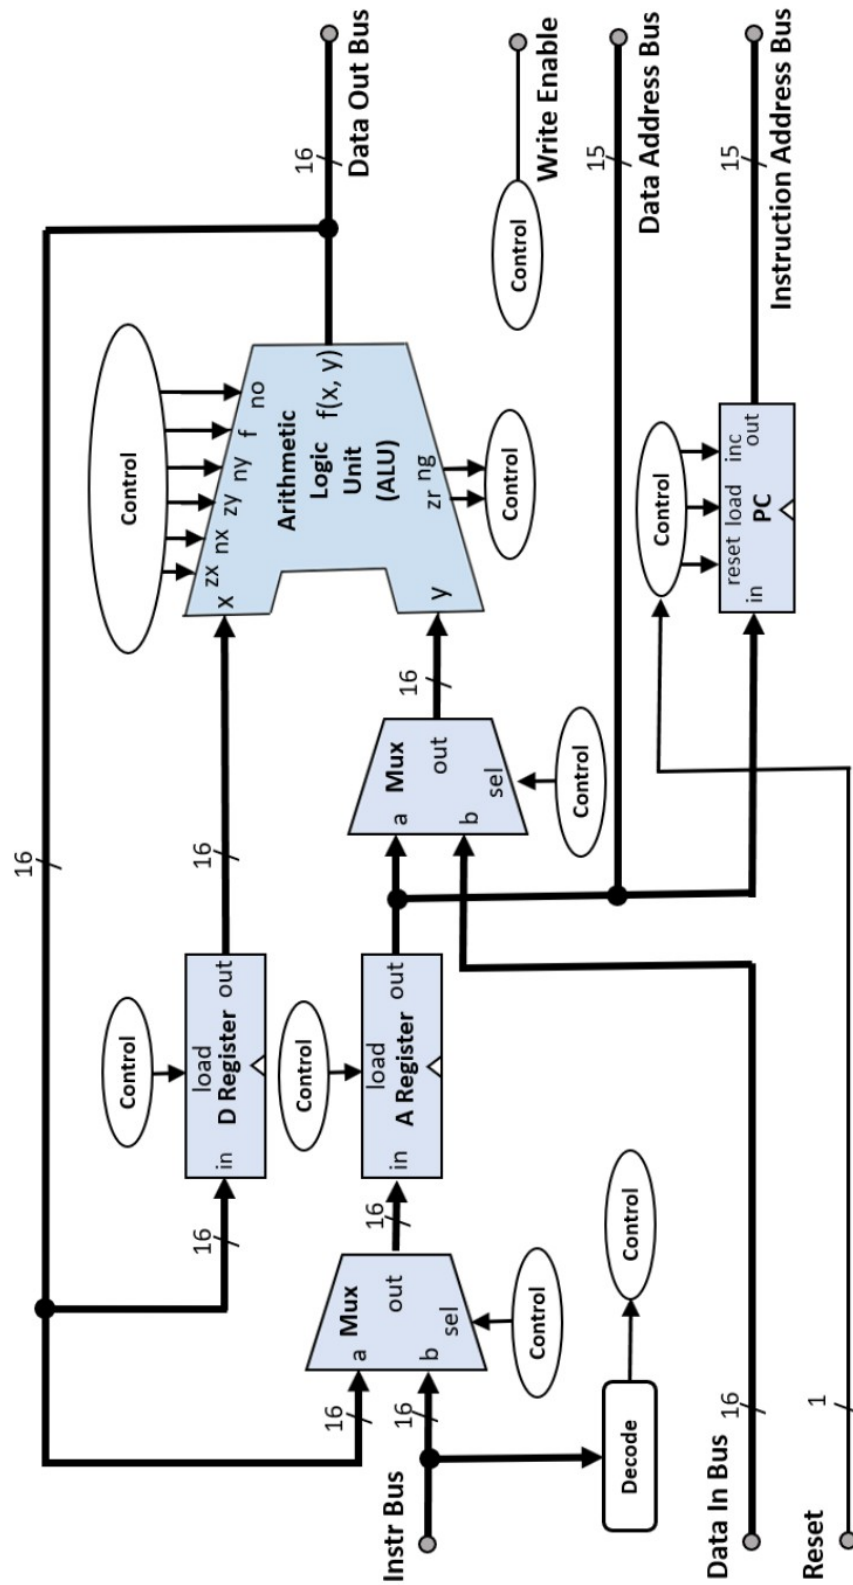 16
Control
zx nx zy ny f no
x
Arithmetic
Logic
Unit
(ALU)
f(x, y)
y
zr ng
Control
16
Data Out Bus
Control
Write Enable
15
Data Address Bus
15
Instruction Address Bus
Control
load
in D Register out
16
16
Control
load
in A Register out
16
Mux
a
out
b
sel
16
Control
Mux
a
out
b
sel
16
16
Control
Instr Bus
Decode
Control
Control
reset load inc
in PC out
Data In Bus
16
Reset
1